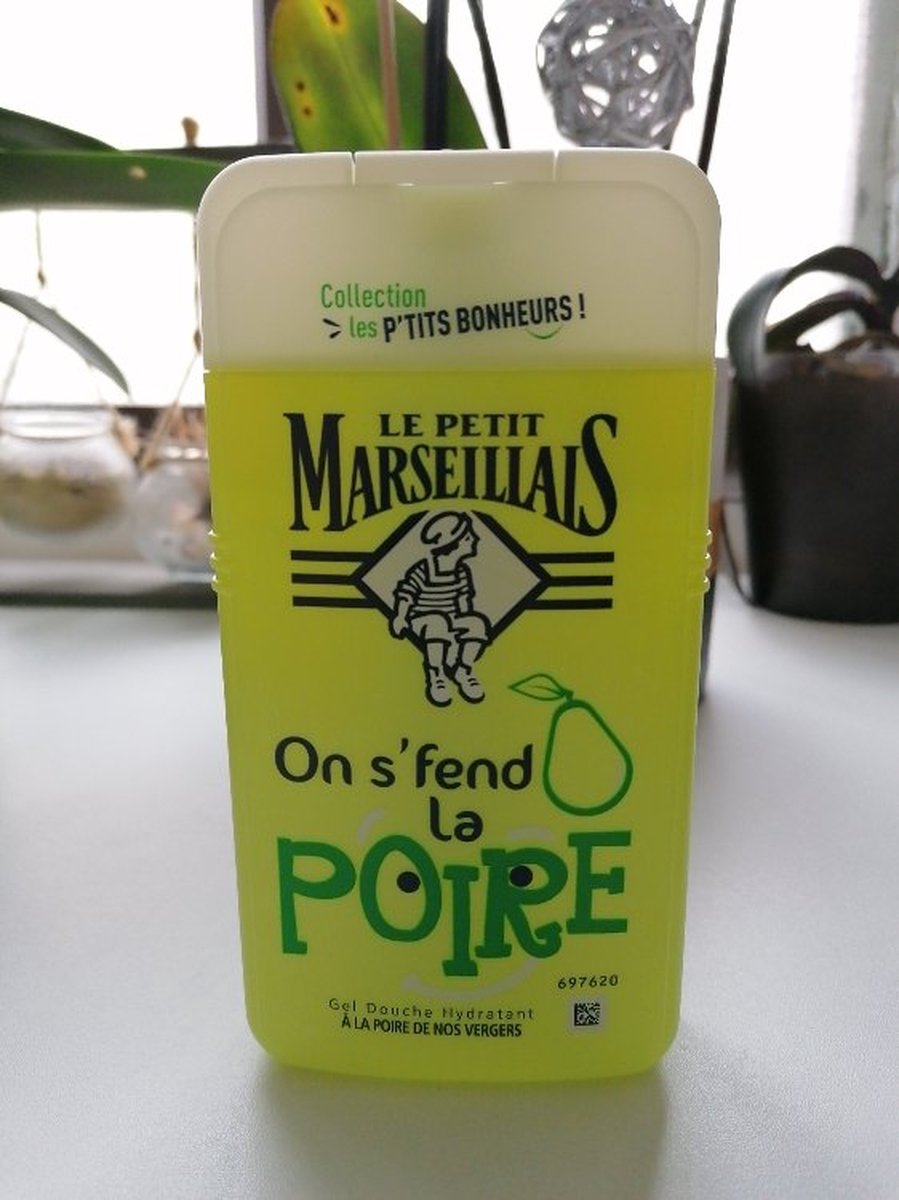 Collection
les P'TITS BONHEURS !
LE PETIT
MARSEILLAIS
On s'fend
la
POIRE
697620
Gel Douche Hydratant
À LA POIRE DE NOS VERGERS